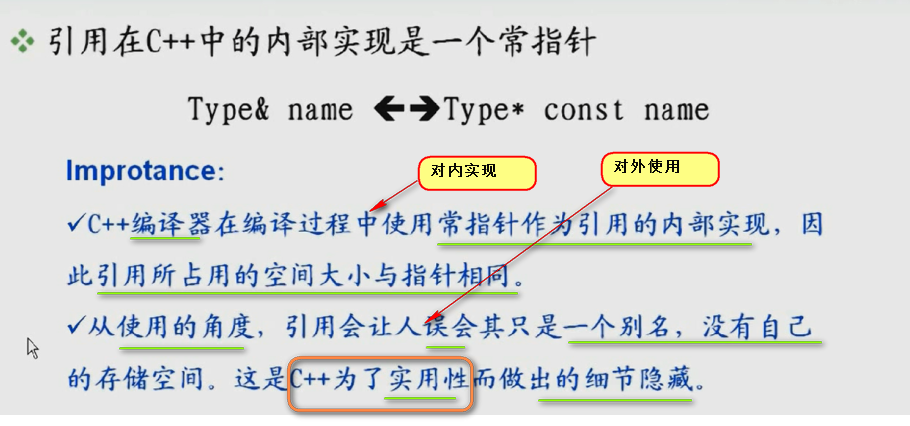 引用在C++中的内部实现是一个常指针
Type& name ←→ Type* const name
Improtance:
对内实现
对外使用
✓C++编译器在编译过程中使用常指针作为引用的内部实现，因
此引用所占用的空间大小与指针相同。
✓从使用的角度，引用会让人误会其只是一个别名，没有自己
的存储空间。这是C++为了实用性而做出的细节隐藏。